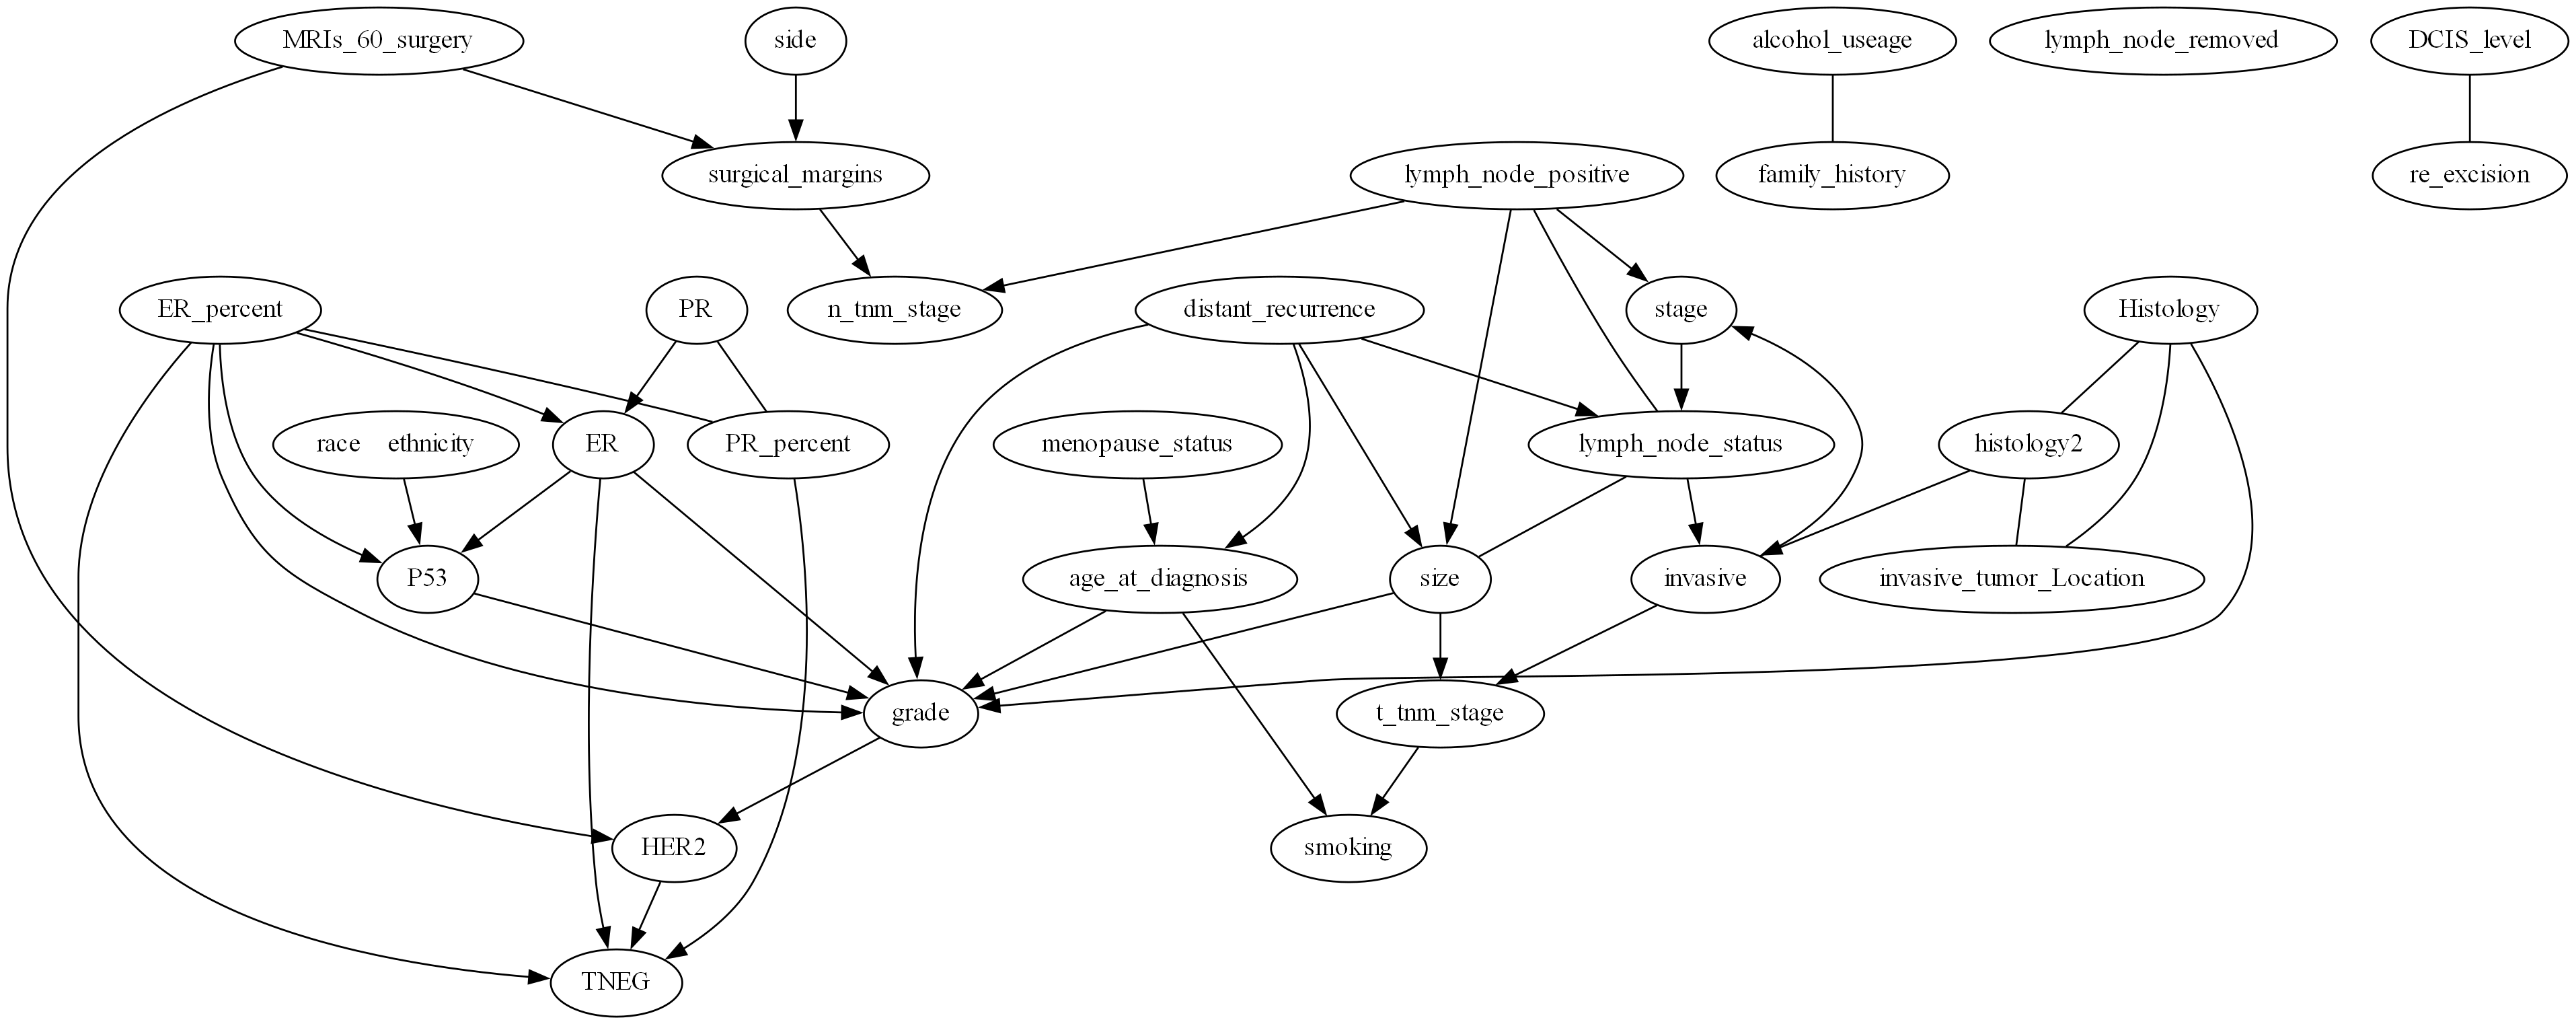 MRIs_60_surgery
side
alcohol_useage
lymph_node_removed
DCIS_level
surgical_margins
lymph_node_positive
family_history
re_excision
ER_percent
PR
n_tnm_stage
distant_recurrence
stage
Histology
race    ethnicity
ER
PR_percent
menopause_status
lymph_node_status
histology2
P53
age_at_diagnosis
size
invasive
invasive_tumor_Location
grade
t_tnm_stage
HER2
smoking
TNEG